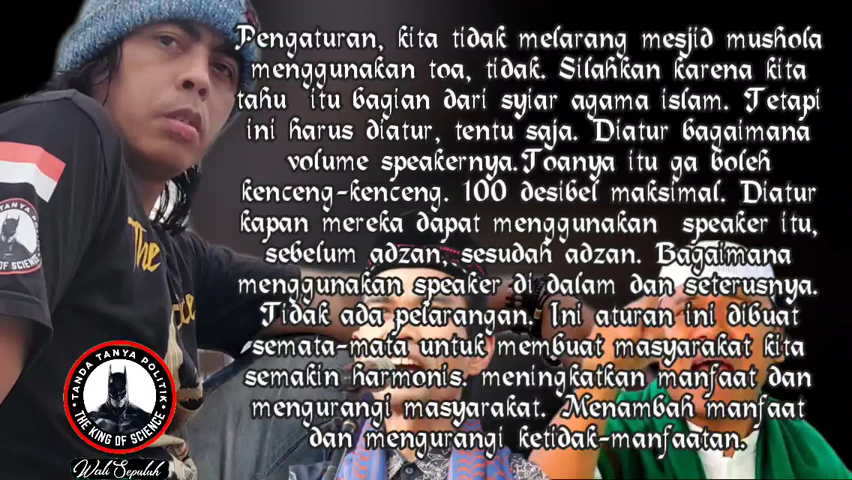 Pengaturan, kita tidak melarang mesjid mushola
menggunakan toa, tidak. Silahkan karena kita
tahu itu bagian dari syiar agama islam. Tetapi
ini harus diatur, tentu saja. Diatur bagaimana
volume speakernya.Toanya itu ga boleh
kenceng-kenceng. 100 desibel maksimal. Diatur
kapan mereka dapat menggunakan speaker itu,
sebelum adzan, sesudah adzan. Bagaimana
menggunakan speaker di dalam dan seterusnya.
Tidak ada pelarangan. Ini aturan ini dibuat
semata-mata untuk membuat masyarakat kita
semakin harmonis. meningkatkan manfaat dan
mengurangi masyarakat. Menambah manfaat
dan mengurangi ketidak-manfaatan.
TANDA TANYA POLITIK
THE KING OF SCIENCE
Wali Sepuluh
The